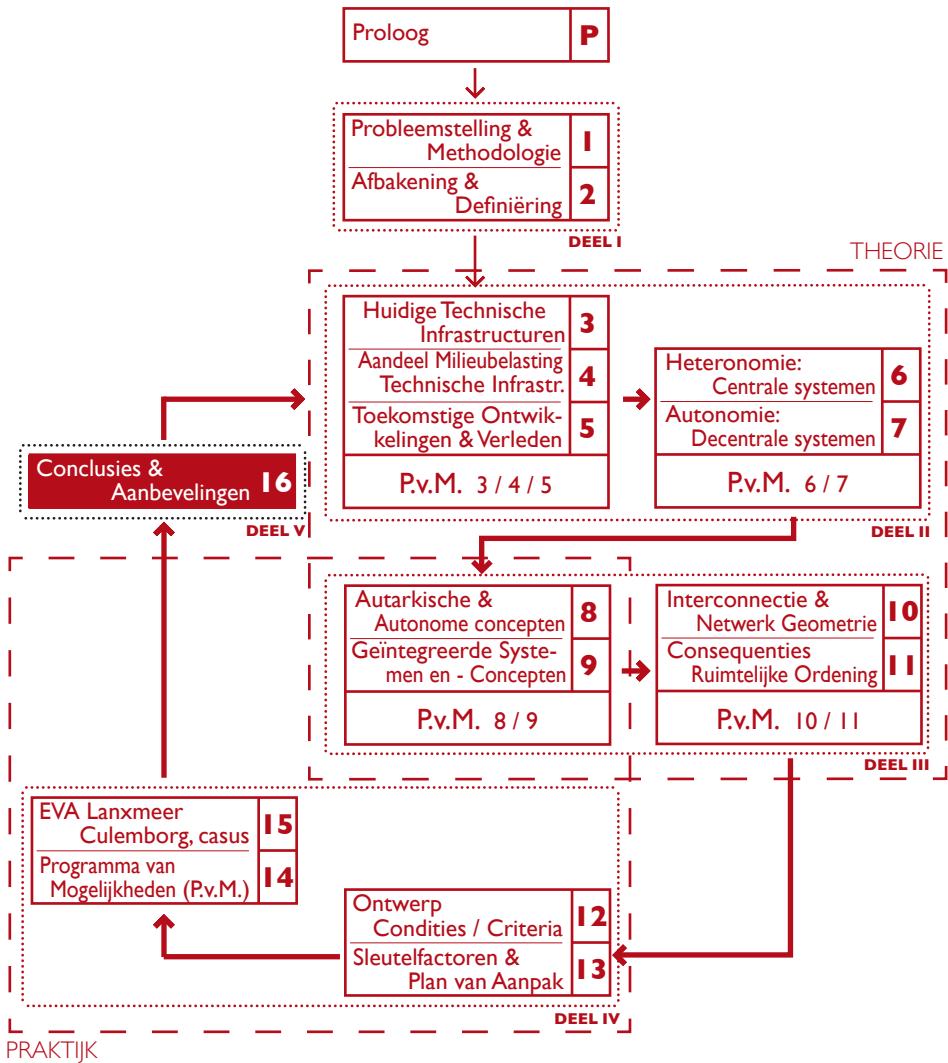 Proloog P
Probleemstelling & 1
Methodologie
Afbakening & 2
Definiëring
DEEL I
THEORIE
Huidige Technische 3
Infrastructuren
Aandeel Milieubelasting 4
Technische Infrastr.
Toekomstige Ontwik- 5
kkelingen & Verleden
P.v.M. 3 / 4 / 5
Heteronomie: 6
Centrale systemen
Autonomie: 7
Decentrale systemen
P.v.M. 6 / 7
DEEL II
Conclusies & 16
Aanbevelingen
DEEL V
Autarkische & 8
Autonome concepten
Geïntegreerde Syste- 9
men en - Concepten
P.v.M. 8 / 9
Interconnectie & 10
Netwerk Geometrie
Consequenties 11
Ruimtelijke Ordening
P.v.M. 10 / 11
DEEL III
EVA Lanxmeer 15
Culemborg, casus
Programma van 14
Mogelijkheden (P.v.M.)
Ontwerp 12
Condities / Criteria
Sleutelfactoren & 13
Plan van Aanpak
DEEL IV
PRAKTIJK